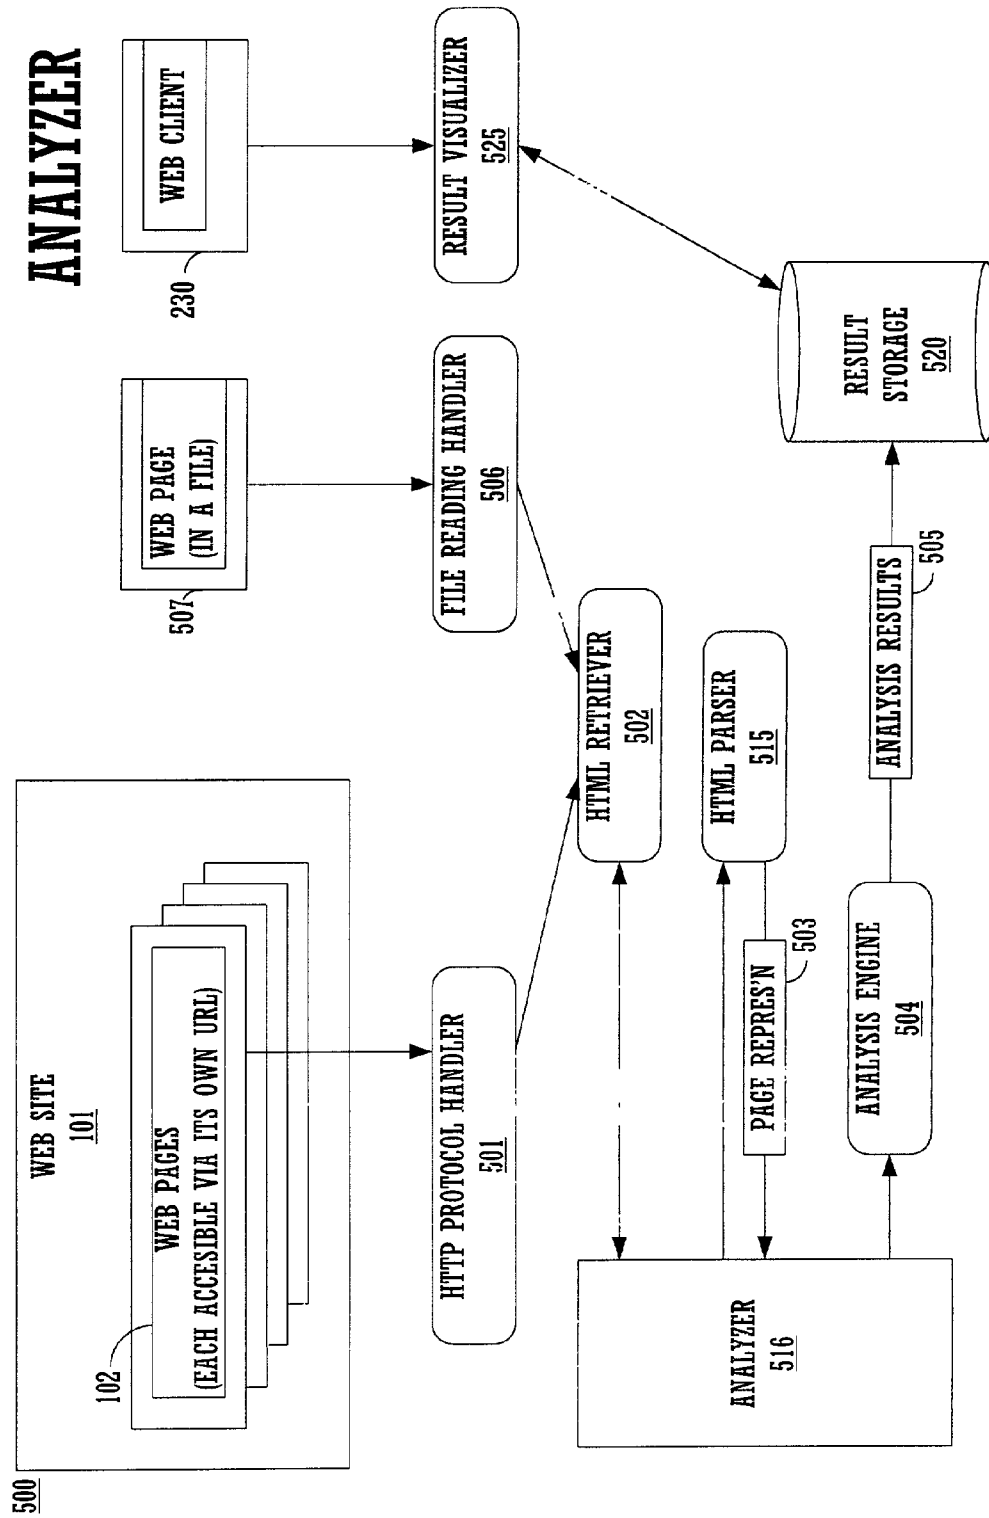 ANALYZER
500
WEB SITE
101
102
WEB PAGES
(EACH ACCESIBLE VIA ITS OWN URL)
507
WEB PAGE
(IN A FILE)
230
WEB CLIENT
HTTP PROTOCOL HANDLER
501
FILE READING HANDLER
506
RESULT VISUALIZER
525
HTML RETRIEVER
502
HTML PARSER
515
PAGE REPRES'N
503
ANALYZER
516
ANALYSIS ENGINE
504
ANALYSIS RESULTS
505
RESULT
STORAGE
520